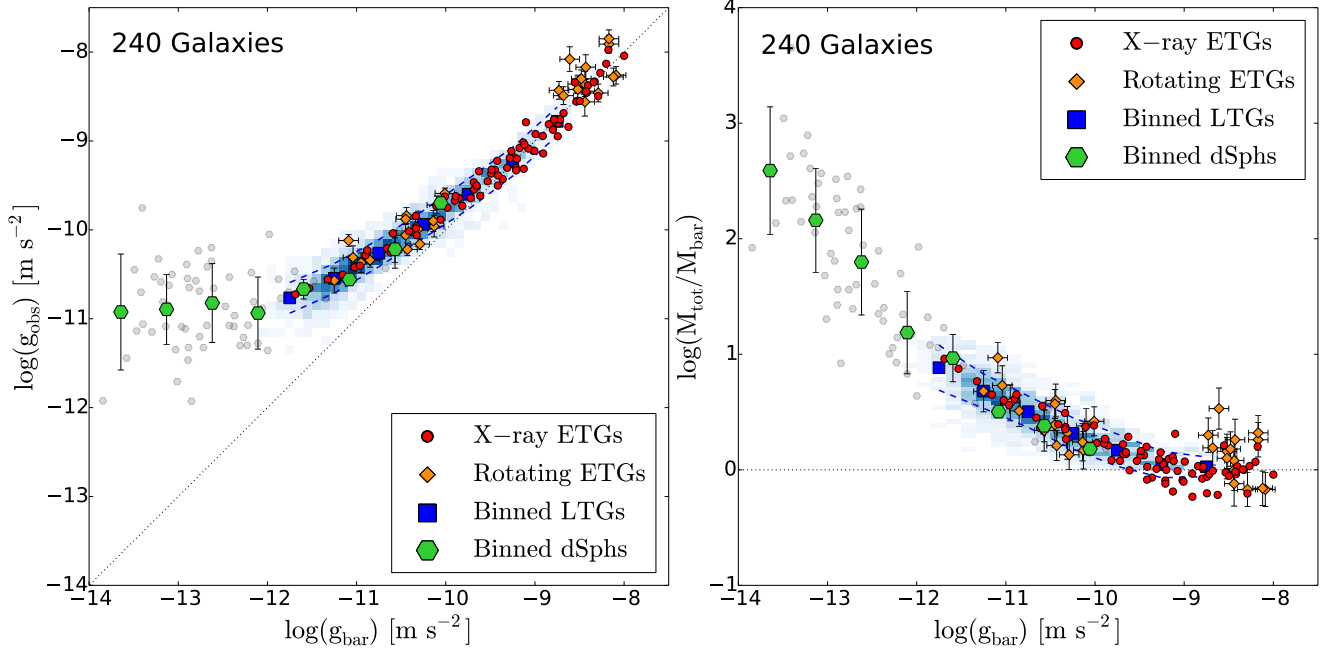 240 Galaxies
−8
−9
−10
−11
−12
−13
−14
log(g_obs) [m s⁻²]
X−ray ETGs
Rotating ETGs
Binned LTGs
Binned dSphs
−14 −13 −12 −11 −10 −9 −8
log(g_bar) [m s⁻²]
240 Galaxies
4
3
2
1
0
−1
log(M_tot/M_bar)
X−ray ETGs
Rotating ETGs
Binned LTGs
Binned dSphs
−14 −13 −12 −11 −10 −9 −8
log(g_bar) [m s⁻²]